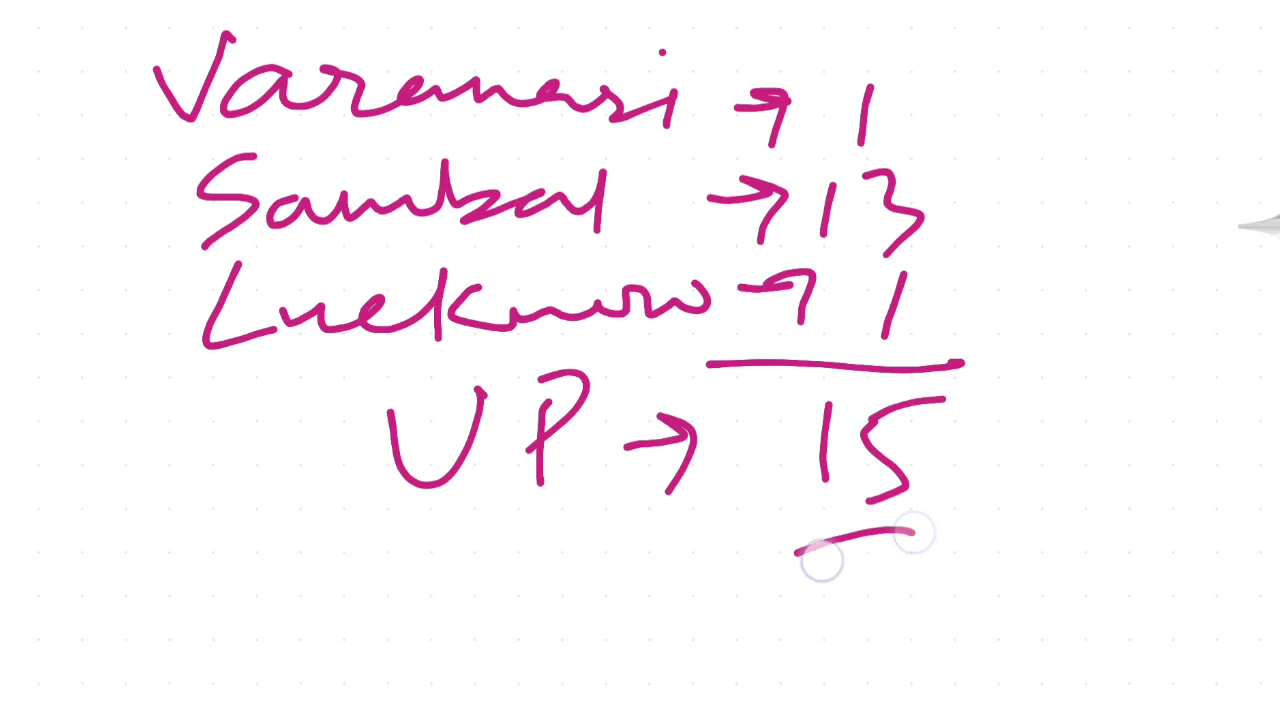 Varanasi → 1
Sambal → 13
Lucknow → 1
UP → 15